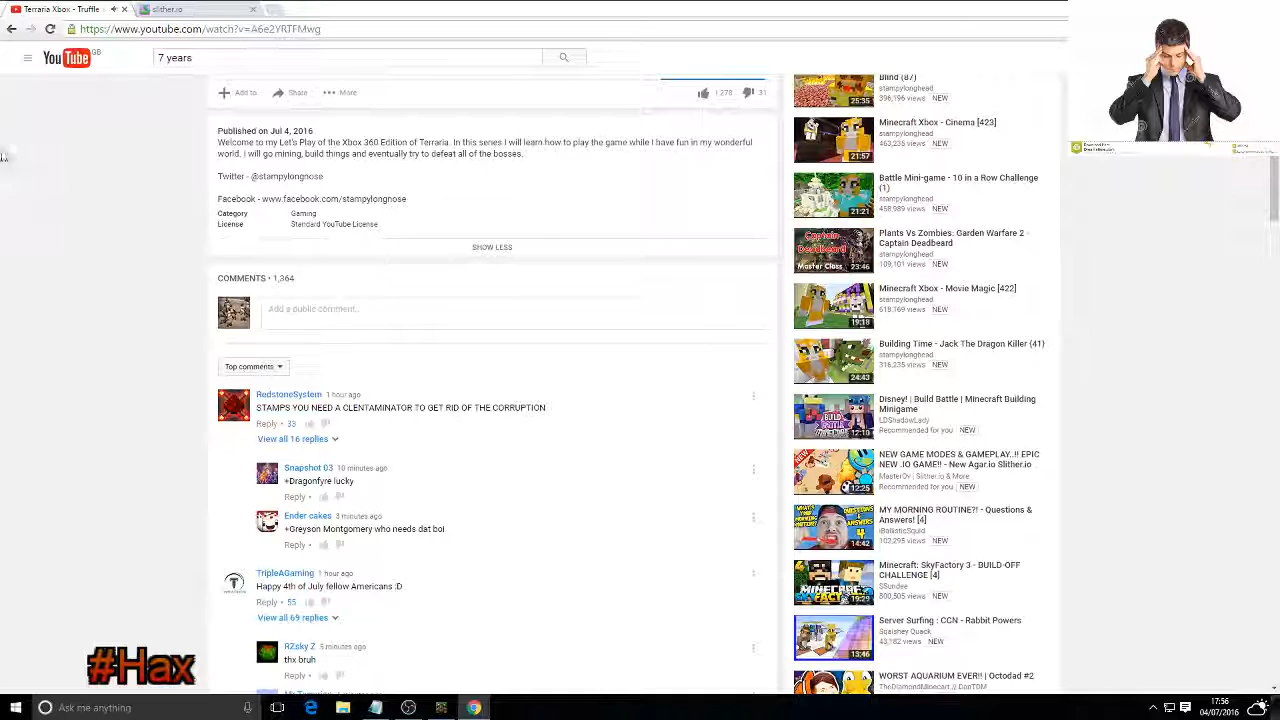 Terraria Xbox - Truffle
slither.io
https://www.youtube.com/watch?v=A6e2YRTFMwg
YouTube GB
7 years
Add to
Share
More
1 278
31
Published on Jul 4, 2016
Welcome to my Let's Play of the Xbox 360 Edition of Terraria. In this series I will learn how to play the game while I have fun in my wonderful
world. I will go mining, build things and eventually try to defeat all of the bosses.
Twitter - @stampylongnose
Facebook - www.facebook.com/stampylongnose
Category Gaming
License Standard YouTube License
SHOW LESS
COMMENTS • 1,364
Add a public comment..
Top comments
RedstoneSystem 1 hour ago
STAMPS YOU NEED A CLENTAMINATOR TO GET RID OF THE CORRUPTION
Reply • 33
View all 16 replies
Snapshot 03 10 minutes ago
+Dragonfyre lucky
Reply •
Ender cakes 3 minutes ago
+Greyson Montgomery who needs dat boi
Reply •
TripleAGaming 1 hour ago
Happy 4th of July fellow Americans :D
Reply • 55
View all 69 replies
RZsky Z 5 minutes ago
thx bruh
Reply •
#Hax
Blind (87)
stampylonghead
396,196 views NEW
25:35
Minecraft Xbox - Cinema [423]
stampylonghead
463,235 views NEW
21:57
Battle Mini-game - 10 in a Row Challenge
(1)
stampylonghead
458,989 views NEW
21:21
Plants Vs Zombies: Garden Warfare 2 -
Captain Deadbeard
stampylonghead
109,101 views NEW
Captain
Deadbeard
Master Class
23:46
Minecraft Xbox - Movie Magic [422]
stampylonghead
618,169 views NEW
19:19
Building Time - Jack The Dragon Killer (41)
stampylonghead
316,235 views NEW
24:43
Disney! | Build Battle | Minecraft Building
Minigame
LDShadowLady
Recommended for you NEW
BUILD
BATTLE
12:10
NEW GAME MODES & GAMEPLAY..!! EPIC
NEW .IO GAME!! - New Agar.io Slither.io
MasterOv | Slither.io & More
Recommended for you NEW
12:25
MY MORNING ROUTINE?! - Questions &
Answers! [4]
iBallisticSquid
102,295 views NEW
14:42
Minecraft: SkyFactory 3 - BUILD-OFF
CHALLENGE [4]
SSundee
800,505 views NEW
MINECRAFT
19:29
Server Surfing : CCN - Rabbit Powers
Sqaishey Quack
43,182 views NEW
13:46
WORST AQUARIUM EVER!! | Octodad #2
TheDiamondMinecart // DanTDM
Ask me anything
17:56
04/07/2016